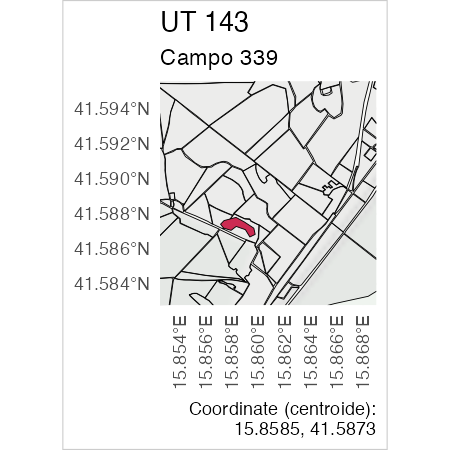 UT 143
Campo 339
41.594°N
41.592°N
41.590°N
41.588°N
41.586°N
41.584°N
15.854°E
15.856°E
15.858°E
15.860°E
15.862°E
15.864°E
15.866°E
15.868°E
Coordinate (centroide):
15.8585, 41.5873